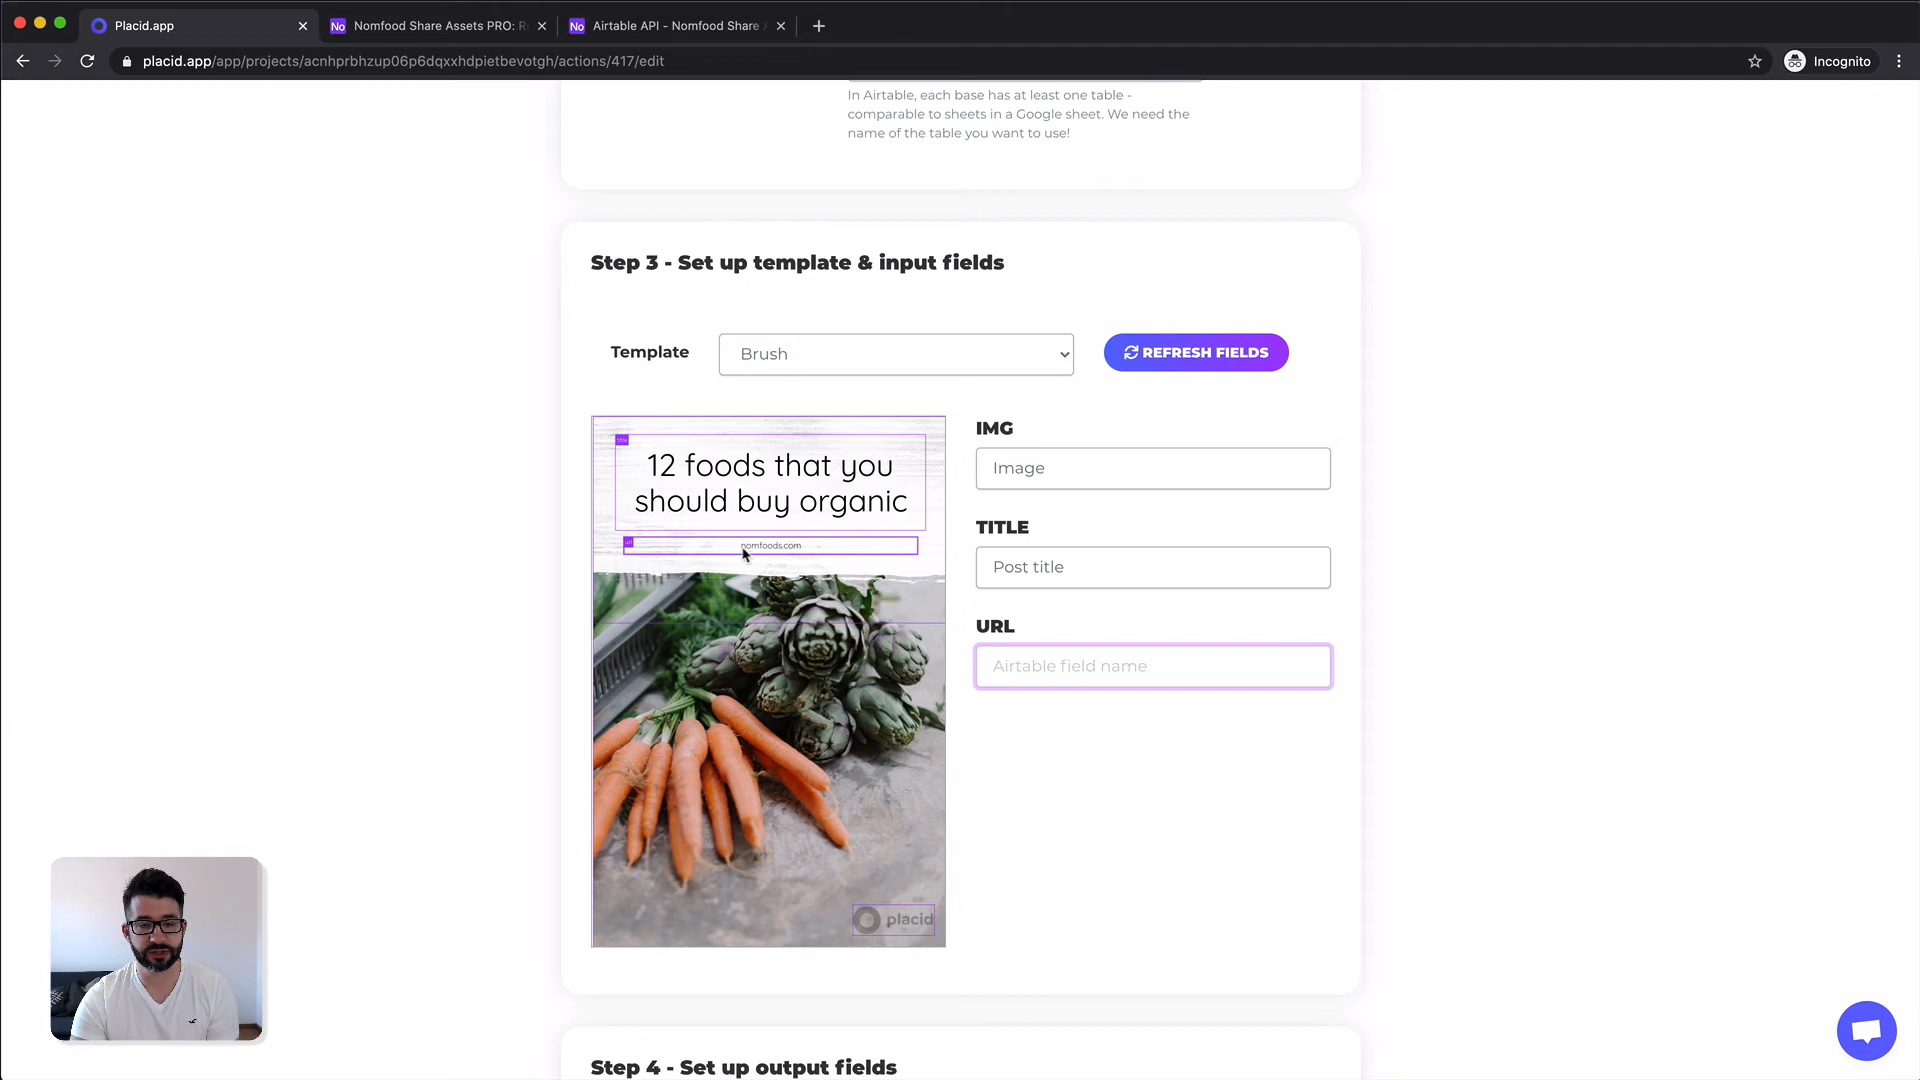 Placid.app
No Nomfood Share Assets PRO: R
No Airtable API - Nomfood Share
placid.app/app/projects/acnhprbhzup06p6dqxxhdpietbevotgh/actions/417/edit
Incognito
In Airtable, each base has at least one table -
comparable to sheets in a Google sheet. We need the
name of the table you want to use!
Step 3 - Set up template & input fields
Template
Brush
REFRESH FIELDS
title
12 foods that you
should buy organic
url
nomfoods.com
placid
IMG
Image
TITLE
Post title
URL
Airtable field name
Step 4 - Set up output fields